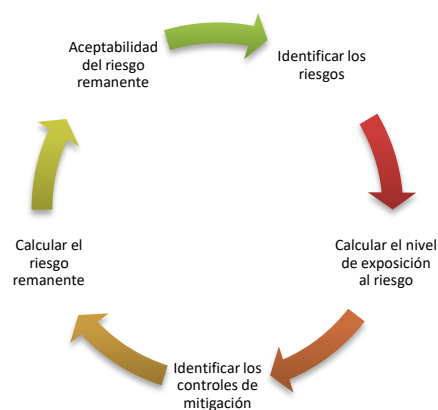 Aceptabilidad
del riesgo
remanente
Identificar los
riesgos
Calcular el nivel
de exposición
al riesgo
Identificar los
controles de
mitigación
Calcular el
riesgo
remanente